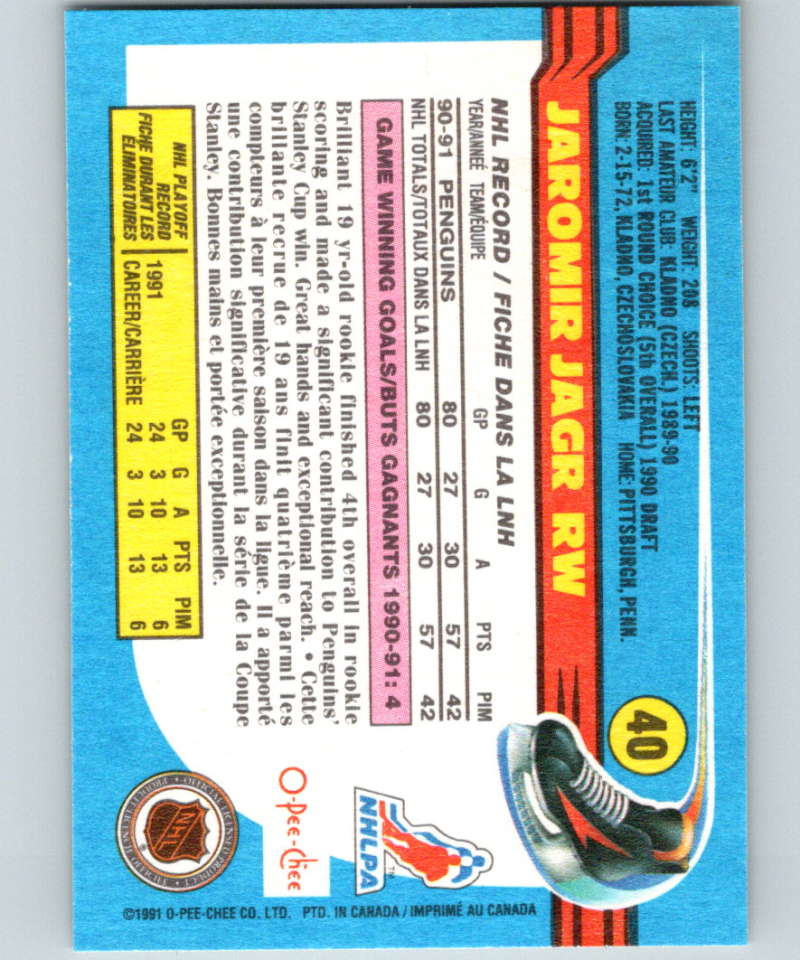 40
HEIGHT: 6'2" WEIGHT: 208 SHOOTS: LEFT
LAST AMATEUR CLUB: KLADNO (CZECH.) 1989-90
ACQUIRED: 1st ROUND CHOICE (5th OVERALL) 1990 DRAFT
BORN: 2-15-72, KLADNO, CZECHOSLOVAKIA HOME: PITTSBURGH, PENN.
JAROMIR JAGR RW
NHL RECORD / FICHE DANS LA LNH
YEAR/ANNÉE TEAM/ÉQUIPE GP G A PTS PIM
90-91 PENGUINS 80 27 30 57 42
NHL TOTALS/TOTAUX DANS LA LNH 80 27 30 57 42
GAME WINNING GOALS/BUTS GAGNANTS 1990-91: 4
Brilliant 19 yr-old rookie finished 4th overall in rookie
scoring and made a significant contribution to Penguins'
Stanley Cup win. Great hands and exceptional reach. • Cette
brillante recrue de 19 ans finit quatrième parmi les
compteurs à leur première saison dans la ligue. Il a apporté
une contribution significative durant la série de la Coupe
Stanley. Bonnes mains et portée exceptionnelle.
NHL PLAYOFF
RECORD
FICHE DURANT LES
ÉLIMINATOIRES
GP G A PTS PIM
1991 24 3 10 13 6
CAREER/CARRIÈRE 24 3 10 13 6
NHLPA
TM
O-Pee-Chee
NHL
OFFICIAL LICENSED PRODUCT
©1991 O-PEE-CHEE CO. LTD. PTD. IN CANADA / IMPRIMÉ AU CANADA